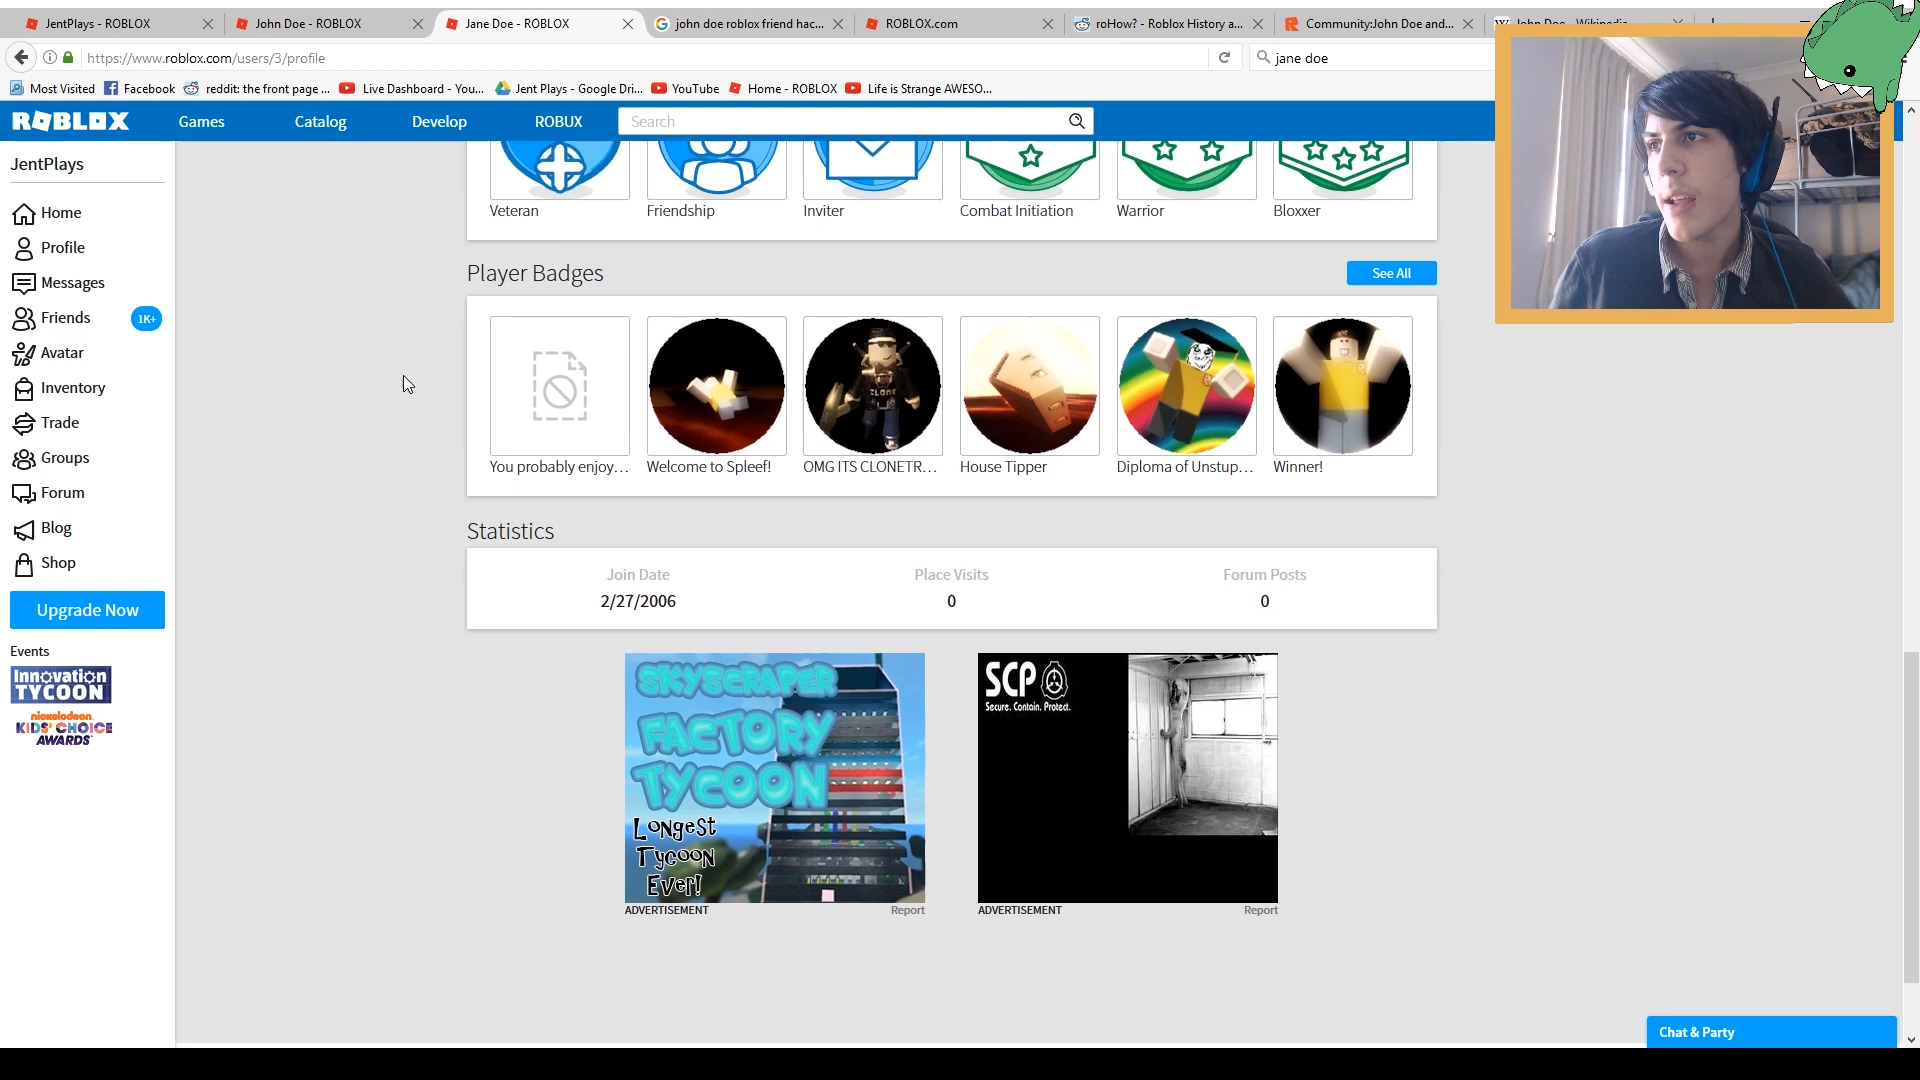 JentPlays - ROBLOX
John Doe - ROBLOX
Jane Doe - ROBLOX
john doe roblox friend hac...
ROBLOX.com
roHow? - Roblox History a...
Community:John Doe and...
John Doe - Wikipedia
https://www.roblox.com/users/3/profile
jane doe
Most Visited
Facebook
reddit: the front page ...
Live Dashboard - You...
Jent Plays - Google Dri...
YouTube
Home - ROBLOX
Life is Strange AWESO...
ROBLOX
Games
Catalog
Develop
ROBUX
Search
JentPlays
Home
Profile
Messages
Friends
1K+
Avatar
Inventory
Trade
Groups
Forum
Blog
Shop
Upgrade Now
Events
Innovation
TYCOON
nickelodeon
KIDS' CHOICE
AWARDS
Veteran
Friendship
Inviter
Combat Initiation
Warrior
Bloxxer
Player Badges
See All
CLONE
You probably enjoy...
Welcome to Spleef!
OMG ITS CLONETR...
House Tipper
Diploma of Unstup...
Winner!
Statistics
Join Date
Place Visits
Forum Posts
2/27/2006
0
0
SKYSCRAPER
FACTORY
TYCOON
Longest
Tycoon
Ever!
ADVERTISEMENT
Report
SCP
Secure. Contain. Protect.
ADVERTISEMENT
Report
Chat & Party